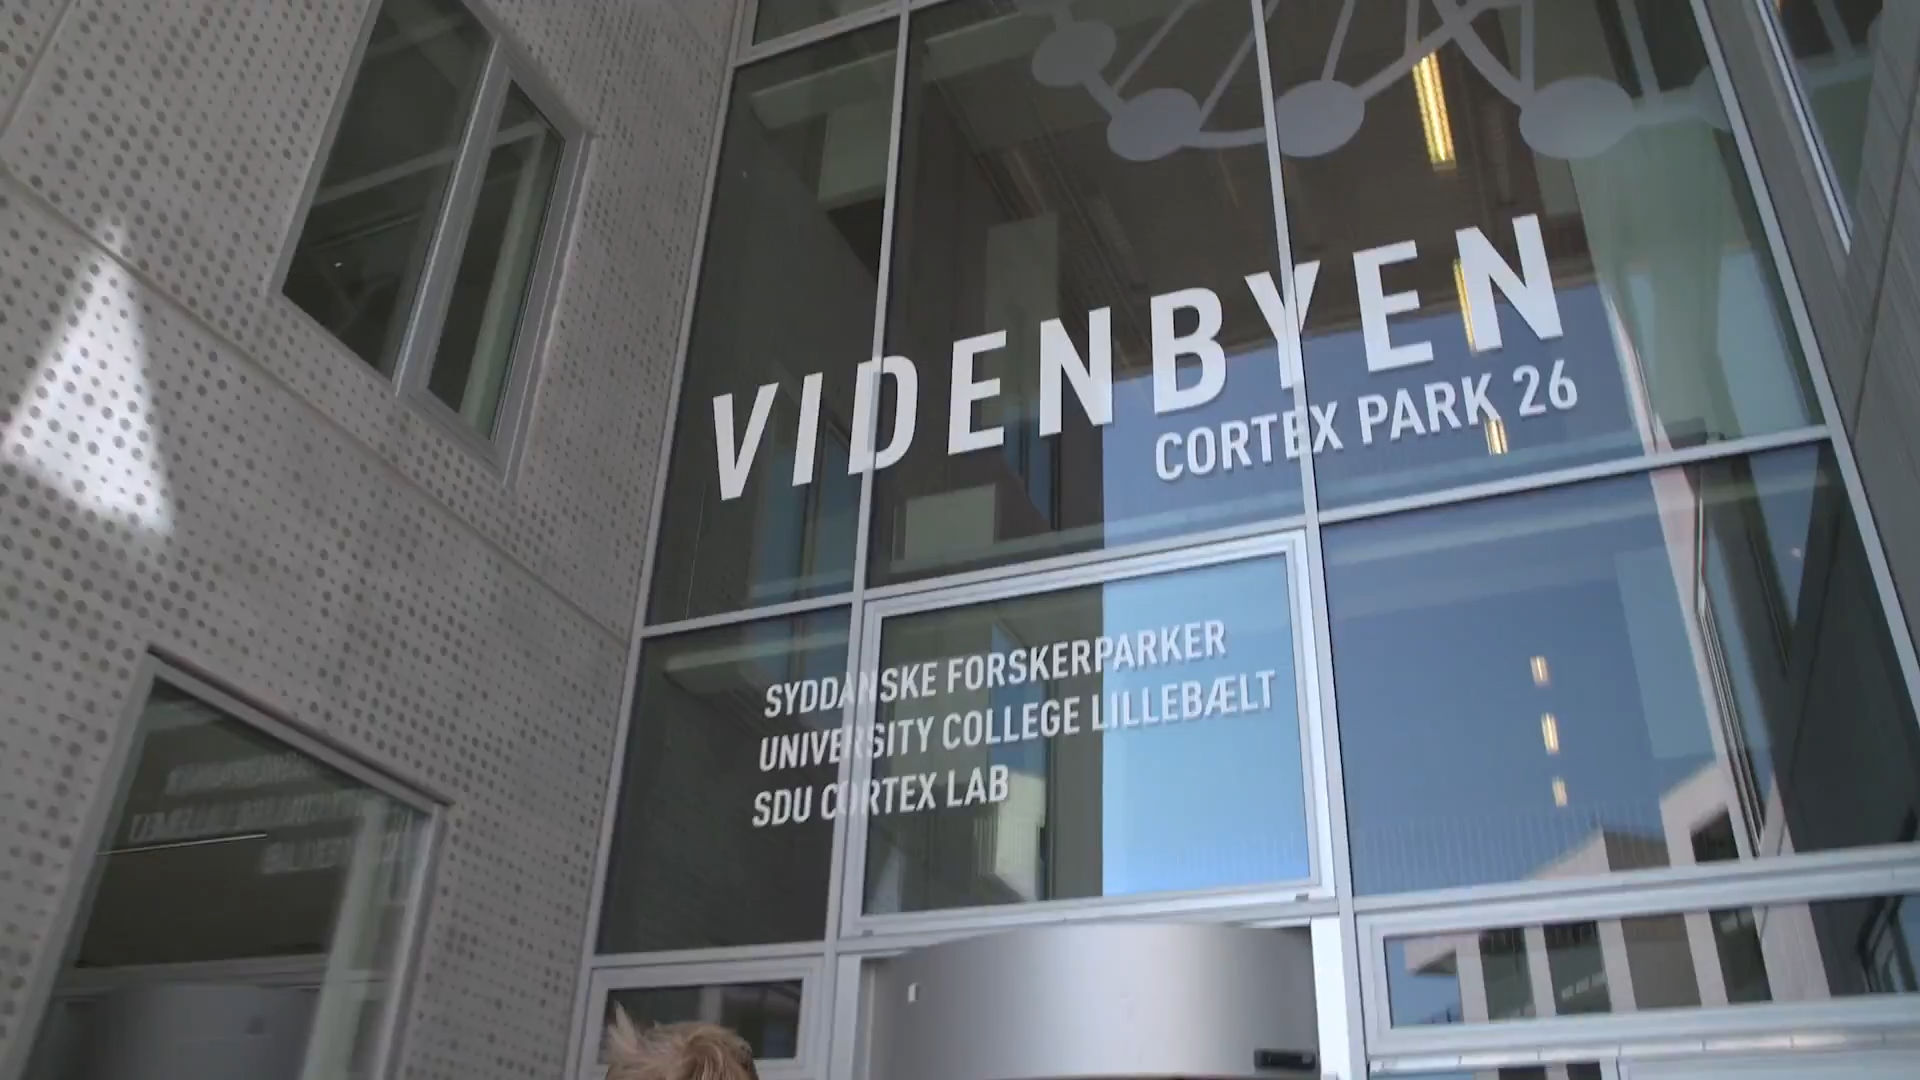 VIDENBYEN
CORTEX PARK 26
SYDDANSKE FORSKERPARKER
UNIVERSITY COLLEGE LILLEBÆLT
SDU CORTEX LAB